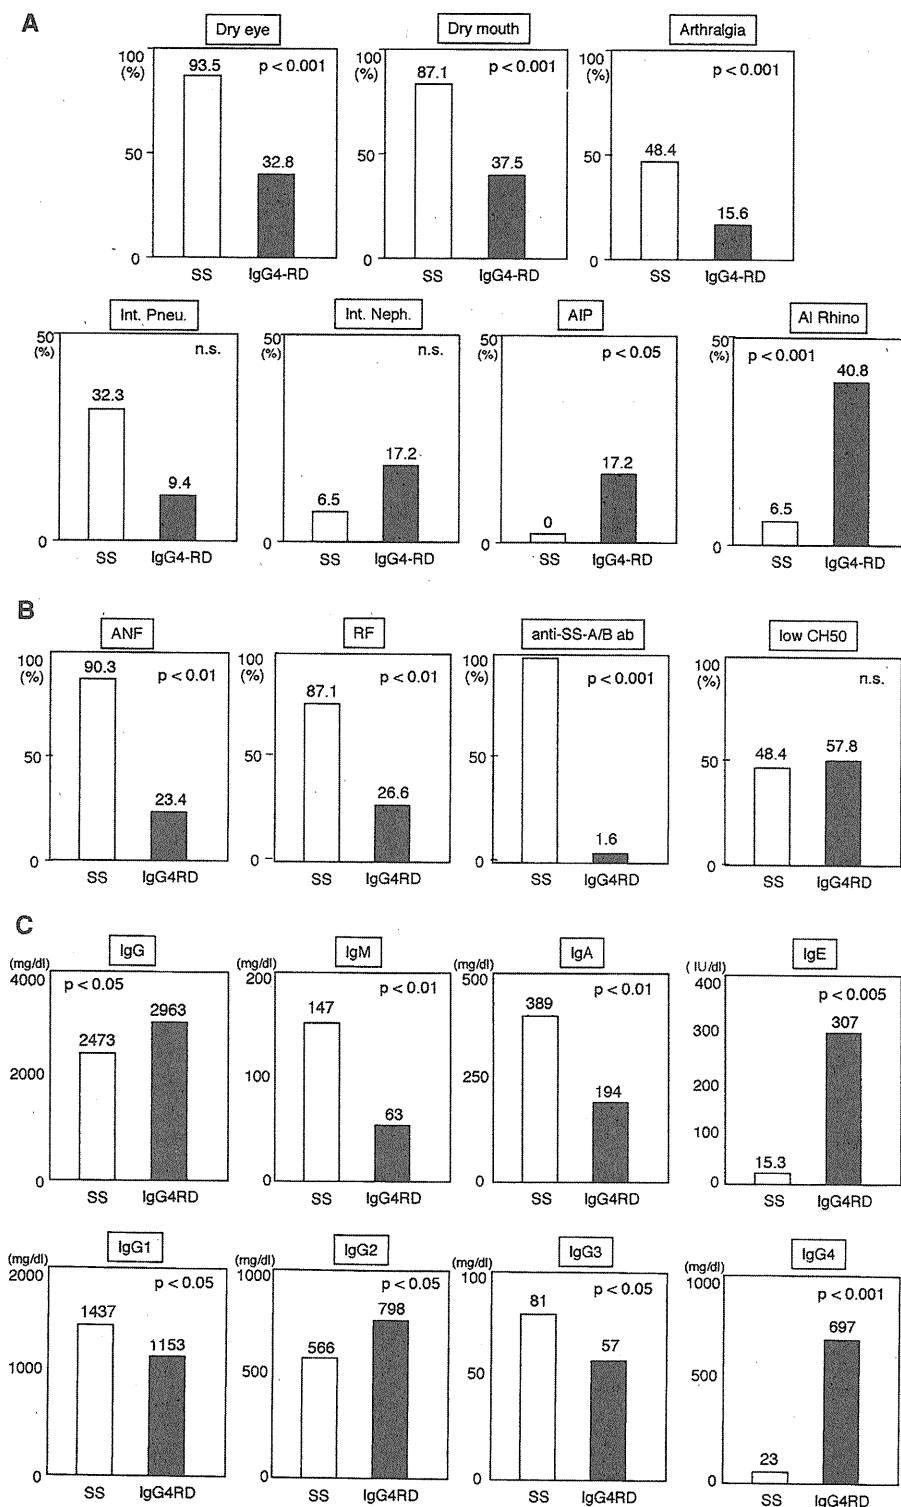 A
Dry eye
Dry mouth
Arthralgia
100
(%)
93.5
p < 0.001
50
32.8
0
SS
IgG4-RD
100
(%)
87.1
p < 0.001
50
37.5
0
SS
IgG4-RD
100
(%)
p < 0.001
50
48.4
15.6
0
SS
IgG4-RD
Int. Pneu.
Int. Neph.
AIP
AI Rhino
50
(%)
n.s.
32.3
9.4
0
SS
IgG4-RD
50
(%)
n.s.
17.2
6.5
0
SS
IgG4-RD
50
(%)
p < 0.05
17.2
0
0
SS
IgG4-RD
50
(%)
p < 0.001
40.8
6.5
0
SS
IgG4-RD
B
ANF
RF
anti-SS-A/B ab
low CH50
100
(%)
90.3
p < 0.01
50
23.4
0
SS
IgG4RD
100
(%)
87.1
p < 0.01
50
26.6
0
SS
IgG4RD
100
(%)
p < 0.001
50
1.6
0
SS
IgG4RD
100
(%)
n.s.
50
48.4
57.8
0
SS
IgG4RD
C
IgG
IgM
IgA
IgE
(mg/dl)
4000
p < 0.05
2963
2473
2000
0
SS
IgG4RD
(mg/dl)
200
p < 0.01
147
100
63
0
SS
IgG4RD
(mg/dl)
500
p < 0.01
389
250
194
0
SS
IgG4RD
( IU/dl)
400
p < 0.005
307
300
200
100
15.3
0
SS
IgG4RD
IgG1
IgG2
IgG3
IgG4
(mg/dl)
2000
p < 0.05
1437
1153
1000
0
SS
IgG4RD
(mg/dl)
1000
p < 0.05
798
566
500
0
SS
IgG4RD
(mg/dl)
100
p < 0.05
81
57
50
0
SS
IgG4RD
(mg/dl)
1000
p < 0.001
697
500
23
0
SS
IgG4RD